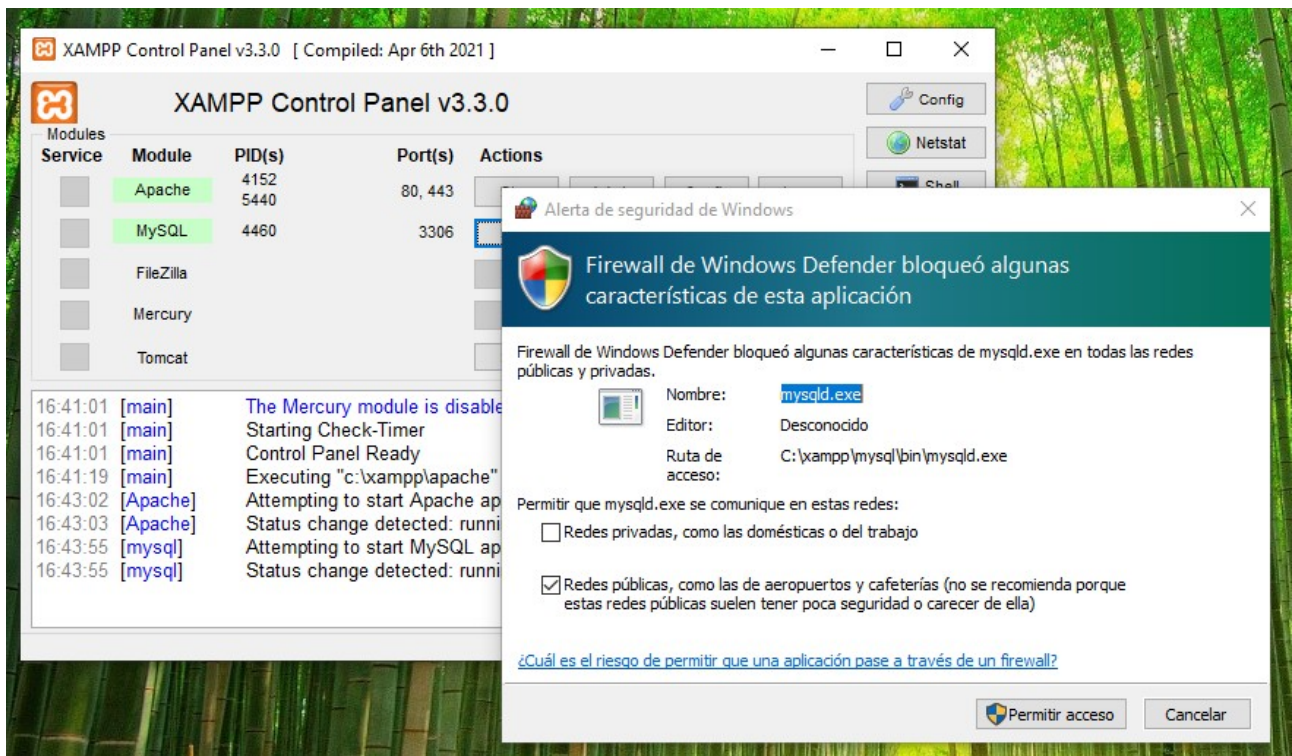 XAMPP Control Panel v3.3.0 [ Compiled: Apr 6th 2021 ]
XAMPP Control Panel v3.3.0
Config
Modules
Service Module PID(s) Port(s) Actions
Netstat
Apache 4152 5440 80, 443
Shell
MySQL 4460 3306
FileZilla
Mercury
Tomcat
16:41:01 [main] The Mercury module is disable
16:41:01 [main] Starting Check-Timer
16:41:01 [main] Control Panel Ready
16:41:19 [main] Executing "c:\xampp\apache"
16:43:02 [Apache] Attempting to start Apache ap
16:43:03 [Apache] Status change detected: runni
16:43:55 [mysql] Attempting to start MySQL ap
16:43:55 [mysql] Status change detected: runni
Alerta de seguridad de Windows
Firewall de Windows Defender bloqueó algunas
características de esta aplicación
Firewall de Windows Defender bloqueó algunas características de mysqld.exe en todas las redes
públicas y privadas.
Nombre: mysqld.exe
Editor: Desconocido
Ruta de acceso: C:\xampp\mysql\bin\mysqld.exe
Permitir que mysqld.exe se comunique en estas redes:
Redes privadas, como las domésticas o del trabajo
Redes públicas, como las de aeropuertos y cafeterías (no se recomienda porque
estas redes públicas suelen tener poca seguridad o carecer de ella)
¿Cuál es el riesgo de permitir que una aplicación pase a través de un firewall?
Permitir acceso
Cancelar